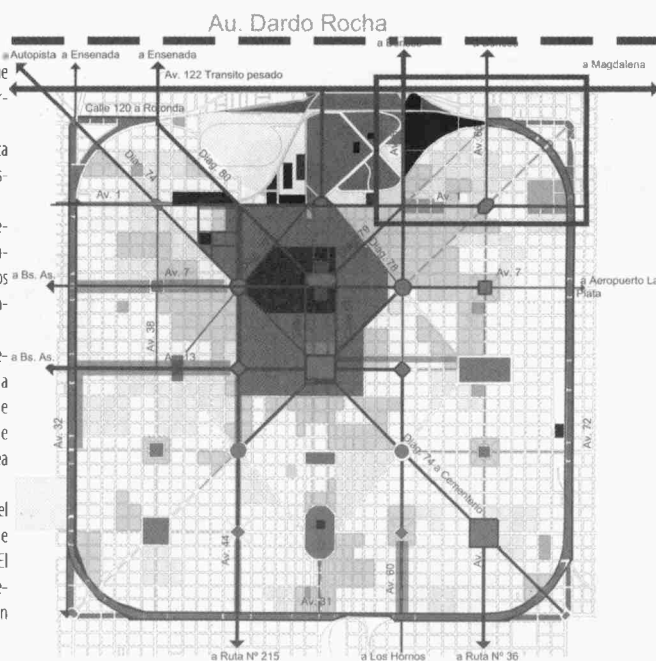 Au. Dardo Rocha
a Autopista
a Ensenada
a Ensenada
a Magdalena
Av. 122 Transito pesado
Calle 120 a Rotonda
Diag. 74
Diag. 80
Av. 1
Av. 1
Diag. 79
Diag. 78
a Bs. As.
Av. 7
Av. 7
a Aeropuerto La Plata
Av. 38
a Bs. As.
Av. 13
Av. 32
Av. 72
Diag. 74 a Cementerio
Av. 44
Av. 60
Av. 31
a Ruta Nº 215
a Los Hornos
a Ruta Nº 36